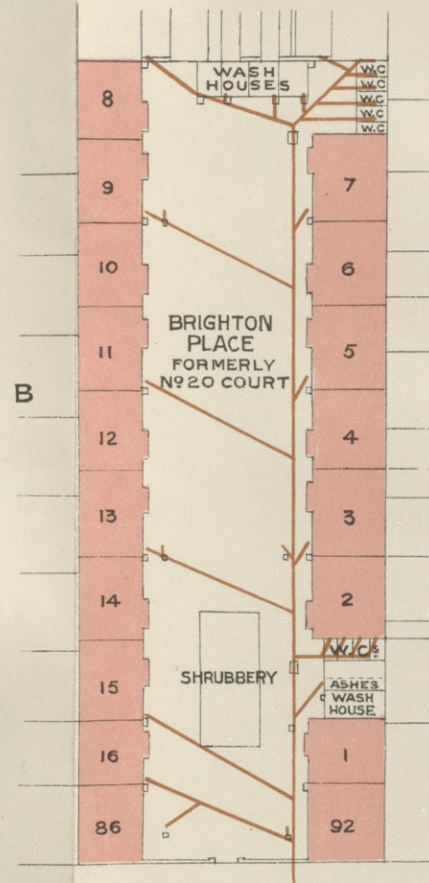 WASH
HOUSES
W.C
W.C
W.C
W.C
W.C
8
9
10
11
12
13
14
15
16
86
7
6
5
4
3
2
BRIGHTON
PLACE
FORMERLY
Nº 20 COURT
B
W.Cs
SHRUBBERY
ASHES
WASH
HOUSE
1
92